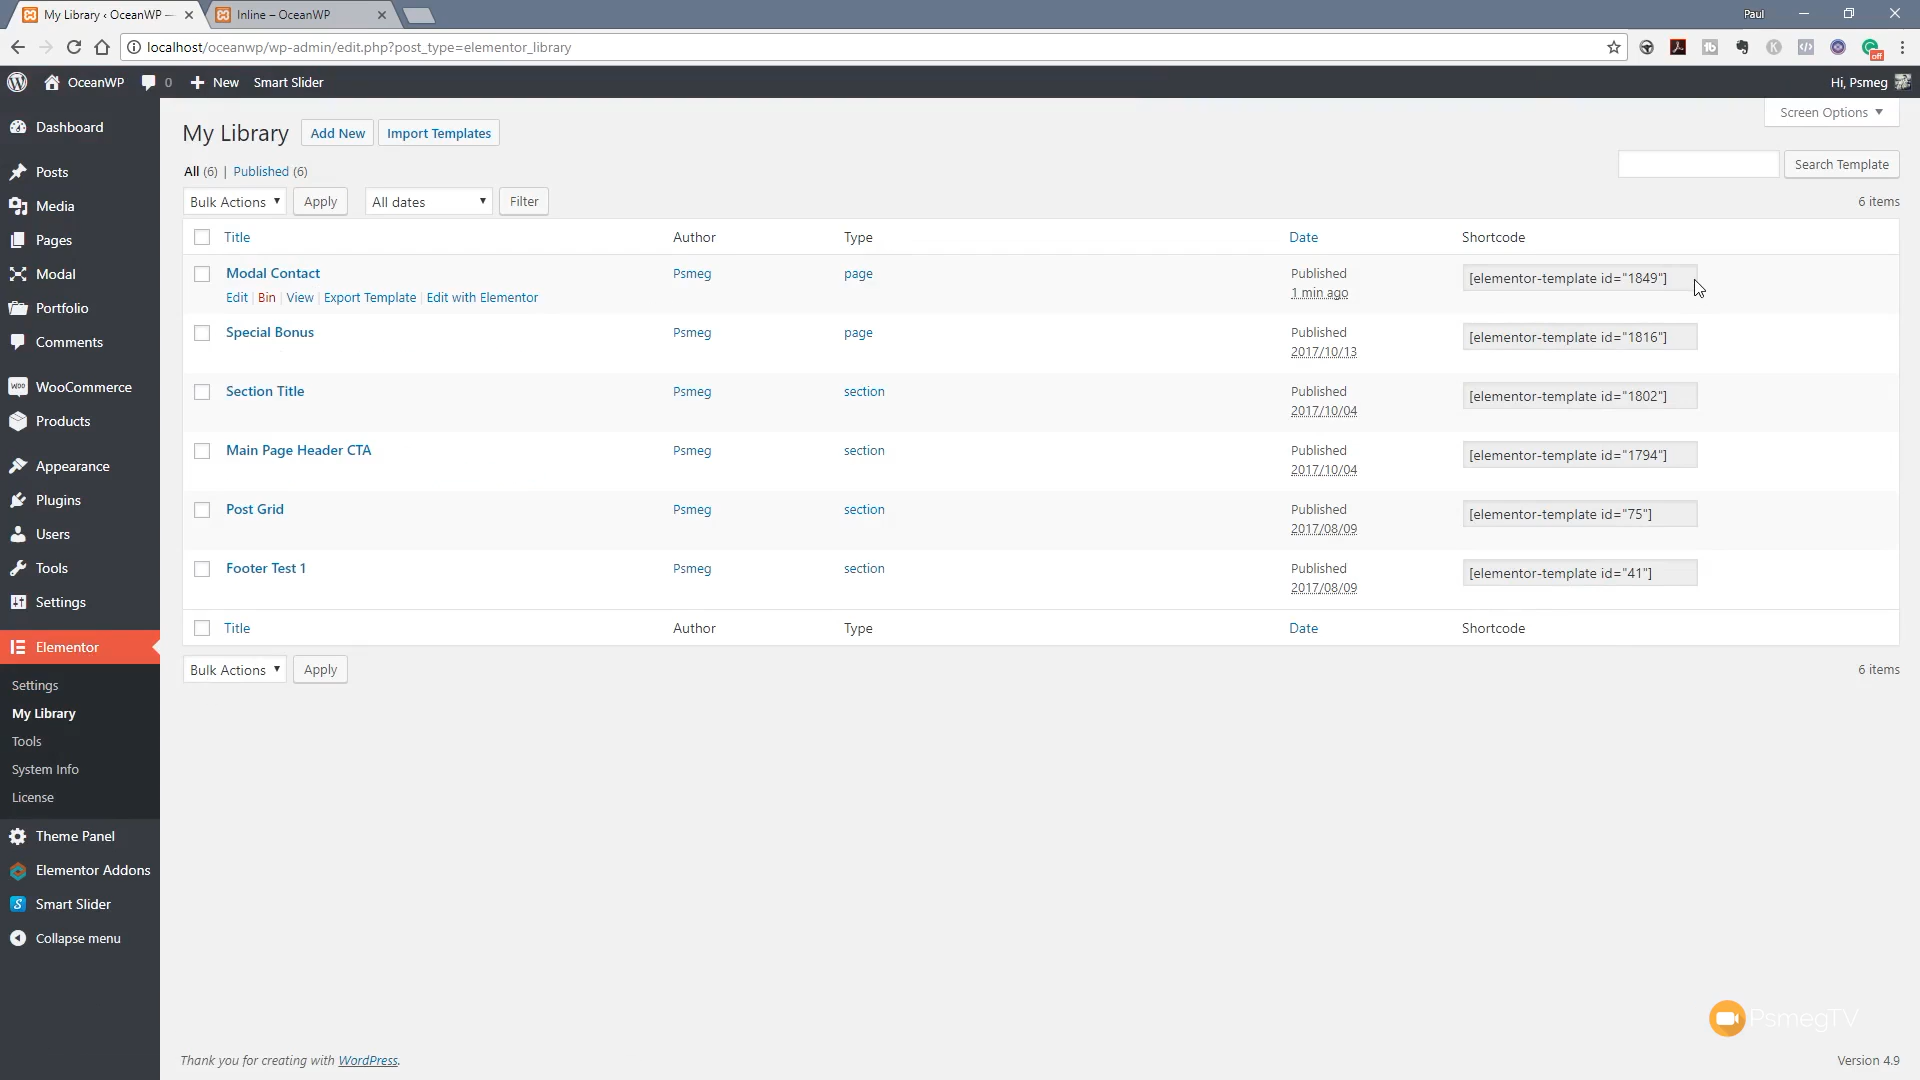 My Library ‹ OceanWP —
Inline – OceanWP
Paul
localhost/oceanwp/wp-admin/edit.php?post_type=elementor_library
OceanWP
0
New
Smart Slider
Hi, Psmeg
Dashboard
Posts
Media
Pages
Modal
Portfolio
Comments
WooCommerce
Products
Appearance
Plugins
Users
Tools
Settings
Elementor
Settings
My Library
Tools
System Info
License
Theme Panel
Elementor Addons
Smart Slider
Collapse menu
My Library
Add New
Import Templates
Screen Options
All (6) | Published (6)
Search Template
Bulk Actions
Apply
All dates
Filter
6 items
Title Author Type Date Shortcode
Modal Contact Psmeg page Published [elementor-template id="1849"]
Edit | Bin | View | Export Template | Edit with Elementor 1 min ago
Special Bonus Psmeg page Published [elementor-template id="1816"]
2017/10/13
Section Title Psmeg section Published [elementor-template id="1802"]
2017/10/04
Main Page Header CTA Psmeg section Published [elementor-template id="1794"]
2017/10/04
Post Grid Psmeg section Published [elementor-template id="75"]
2017/08/09
Footer Test 1 Psmeg section Published [elementor-template id="41"]
2017/08/09
Title Author Type Date Shortcode
Bulk Actions
Apply
6 items
PsmegTV
Thank you for creating with WordPress.
Version 4.9